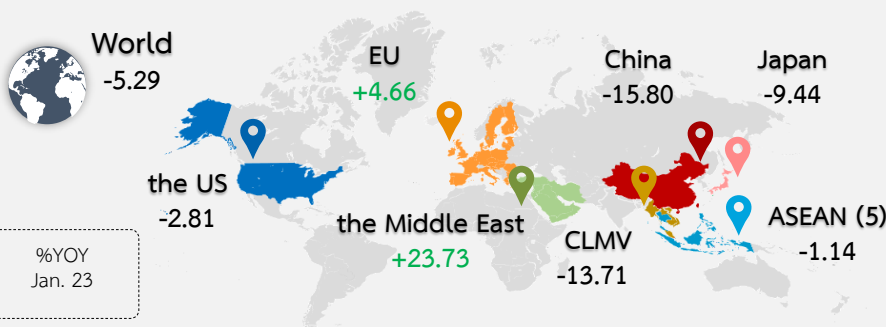 World
-5.29
EU
+4.66
China
-15.80
Japan
-9.44
the US
-2.81
the Middle East
+23.73
CLMV
-13.71
ASEAN (5)
-1.14
%YOY
Jan. 23